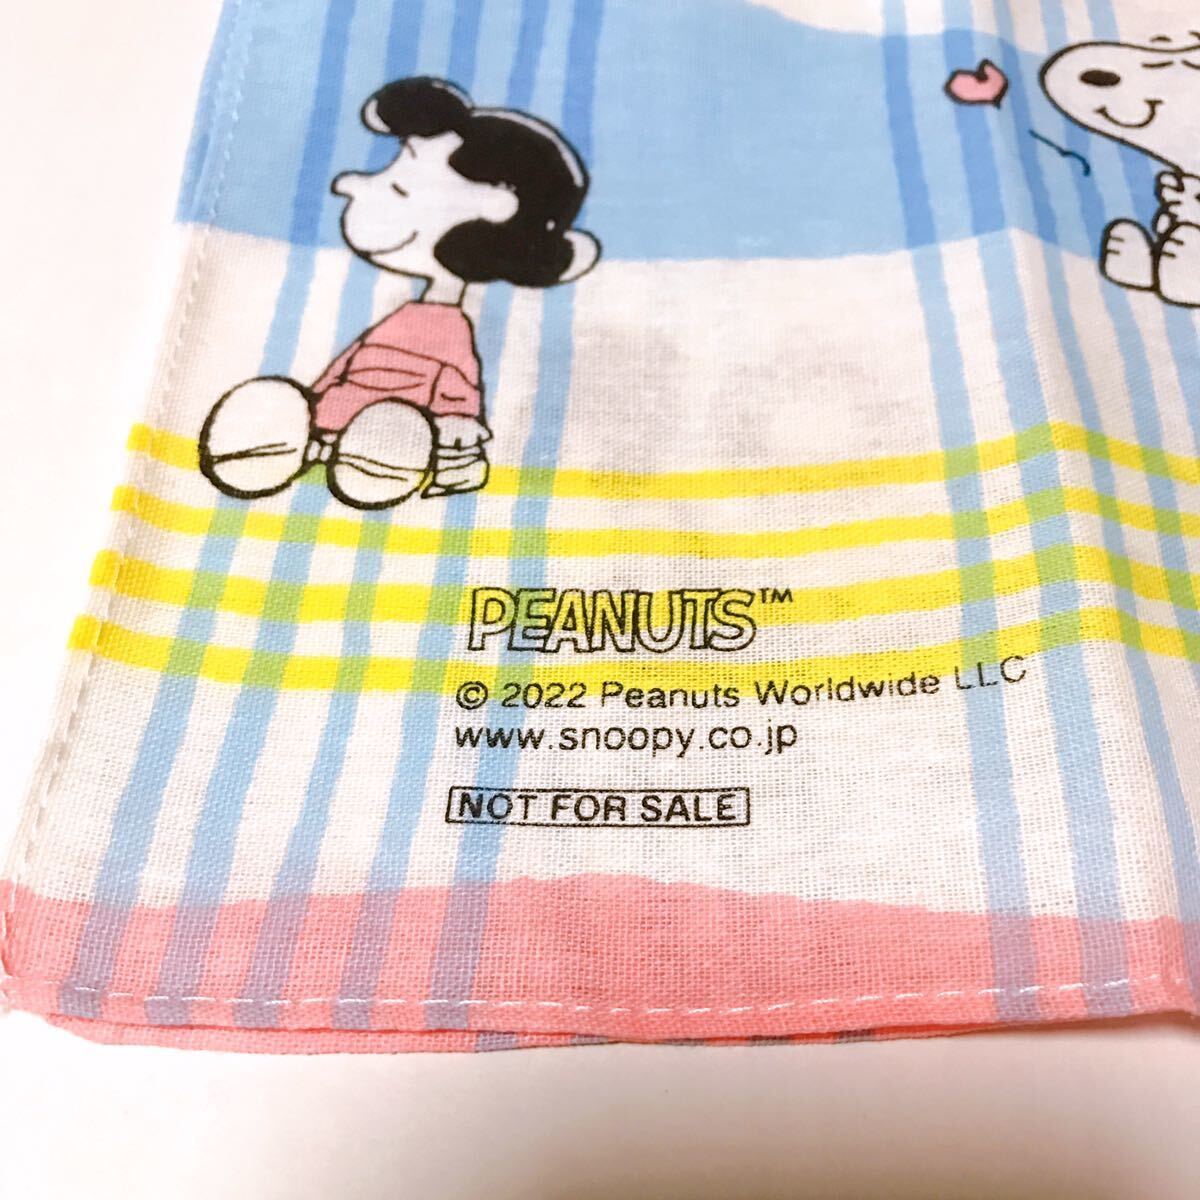 PEANUTS™
© 2022 Peanuts Worldwide LLC
www.snoopy.co.jp
NOT FOR SALE